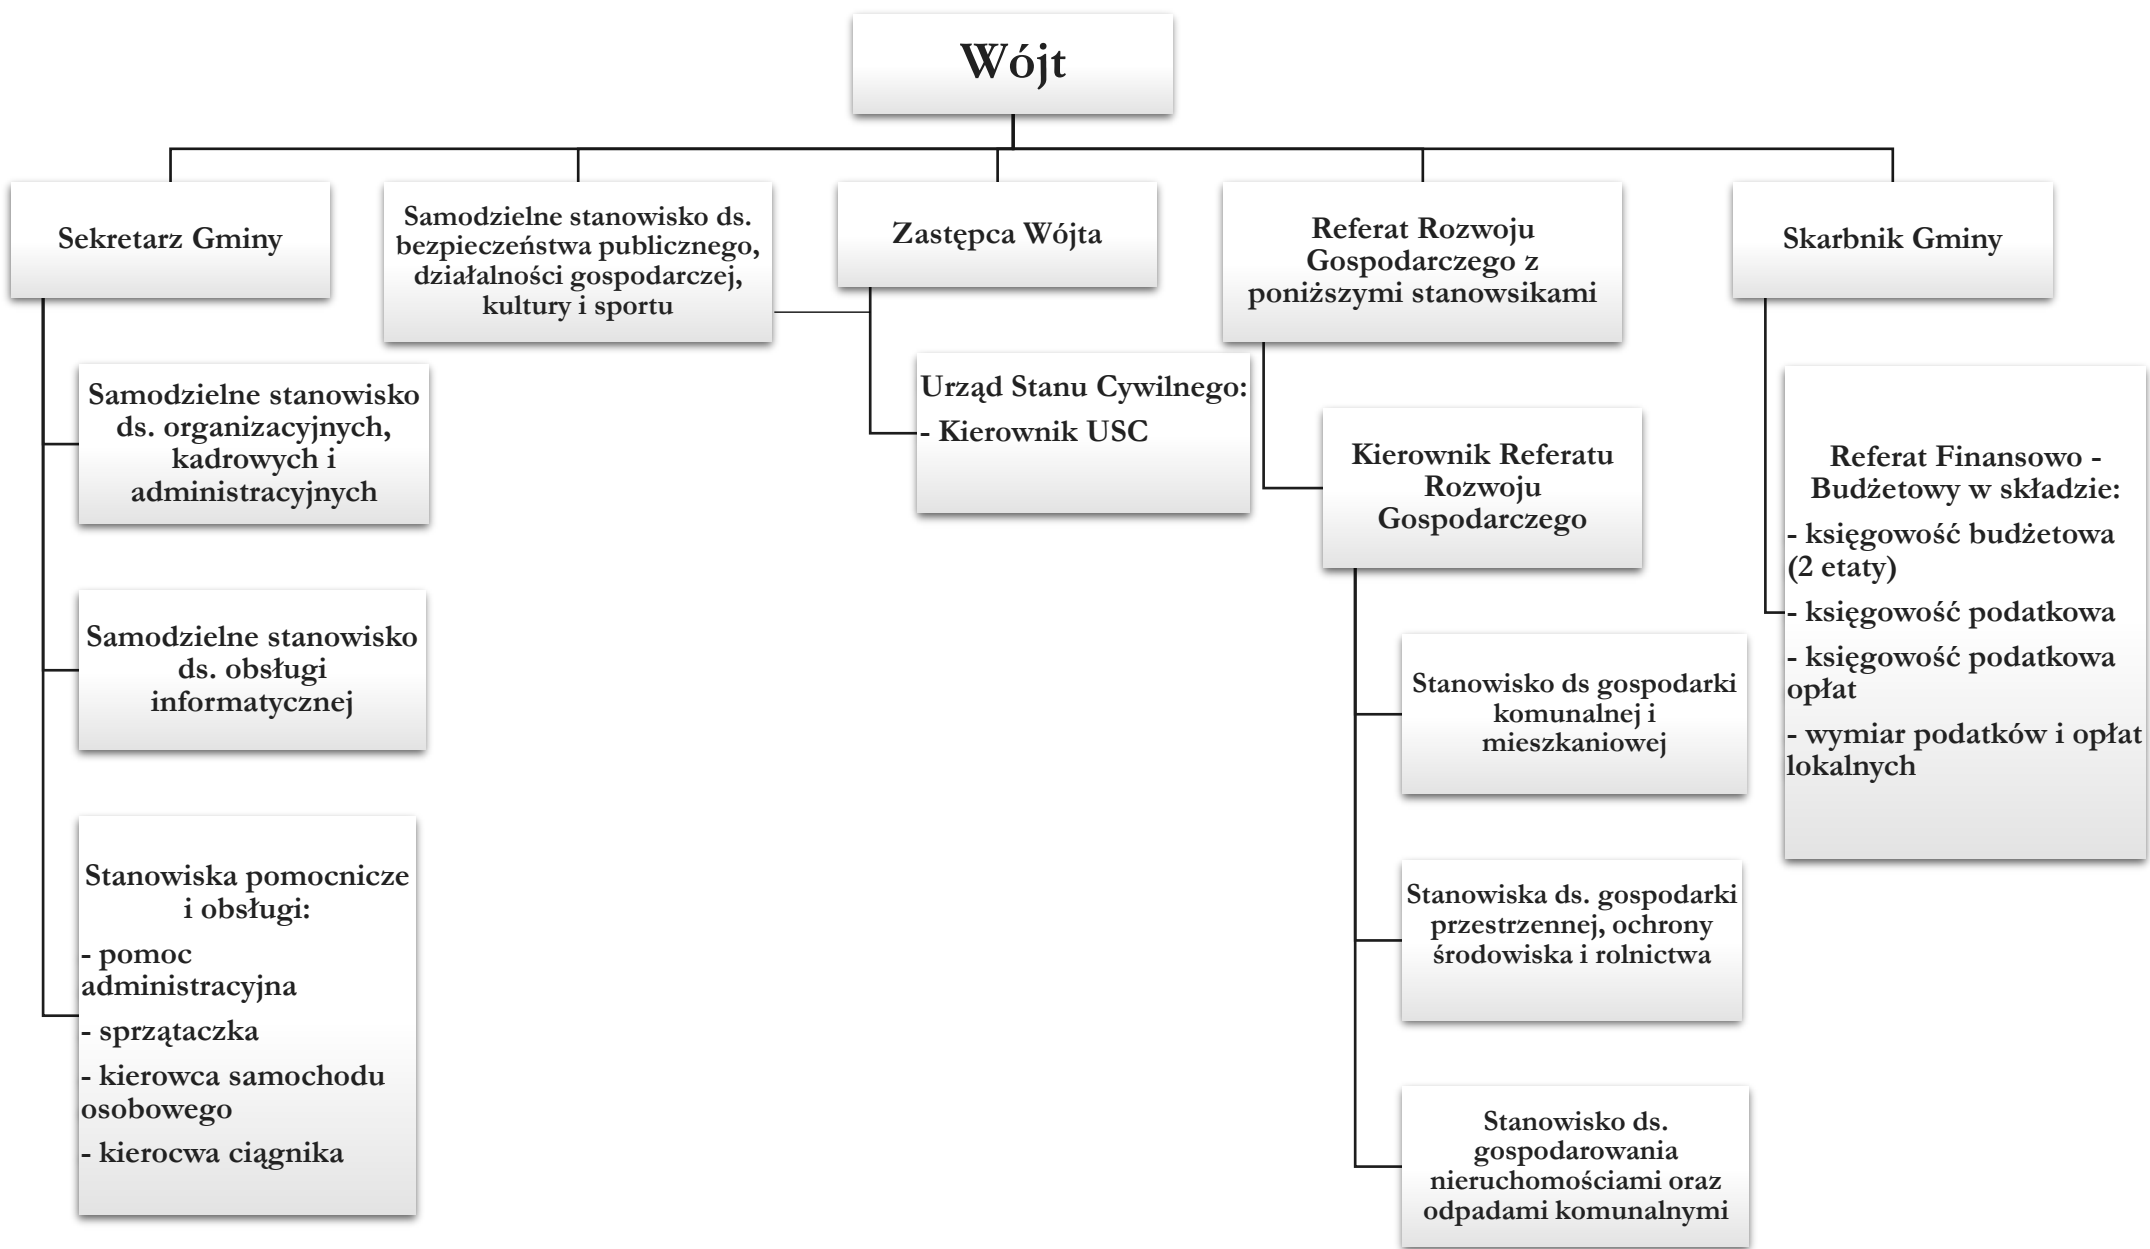 Wójt
Sekretarz Gminy
Samodzielne stanowisko
ds. organizacyjnych,
kadrowych i
administracyjnych
Samodzielne stanowisko
ds. obsługi
informatycznej
Stanowiska pomocnicze
i obsługi:
- pomoc
administracyjna
- sprzątaczka
- kierowca samochodu
osobowego
- kierocwa ciągnika
Samodzielne stanowisko ds.
bezpieczeństwa publicznego,
działalności gospodarczej,
kultury i sportu
Zastępca Wójta
Urząd Stanu Cywilnego:
- Kierownik USC
Referat Rozwoju
Gospodarczego z
poniższymi stanowsikami
Kierownik Referatu
Rozwoju
Gospodarczego
Stanowisko ds gospodarki
komunalnej i
mieszkaniowej
Stanowiska ds. gospodarki
przestrzennej, ochrony
środowiska i rolnictwa
Stanowisko ds.
gospodarowania
nieruchomościami oraz
odpadami komunalnymi
Skarbnik Gminy
Referat Finansowo -
Budżetowy w składzie:
- księgowość budżetowa
(2 etaty)
- księgowość podatkowa
- księgowość podatkowa
opłat
- wymiar podatków i opłat
lokalnych